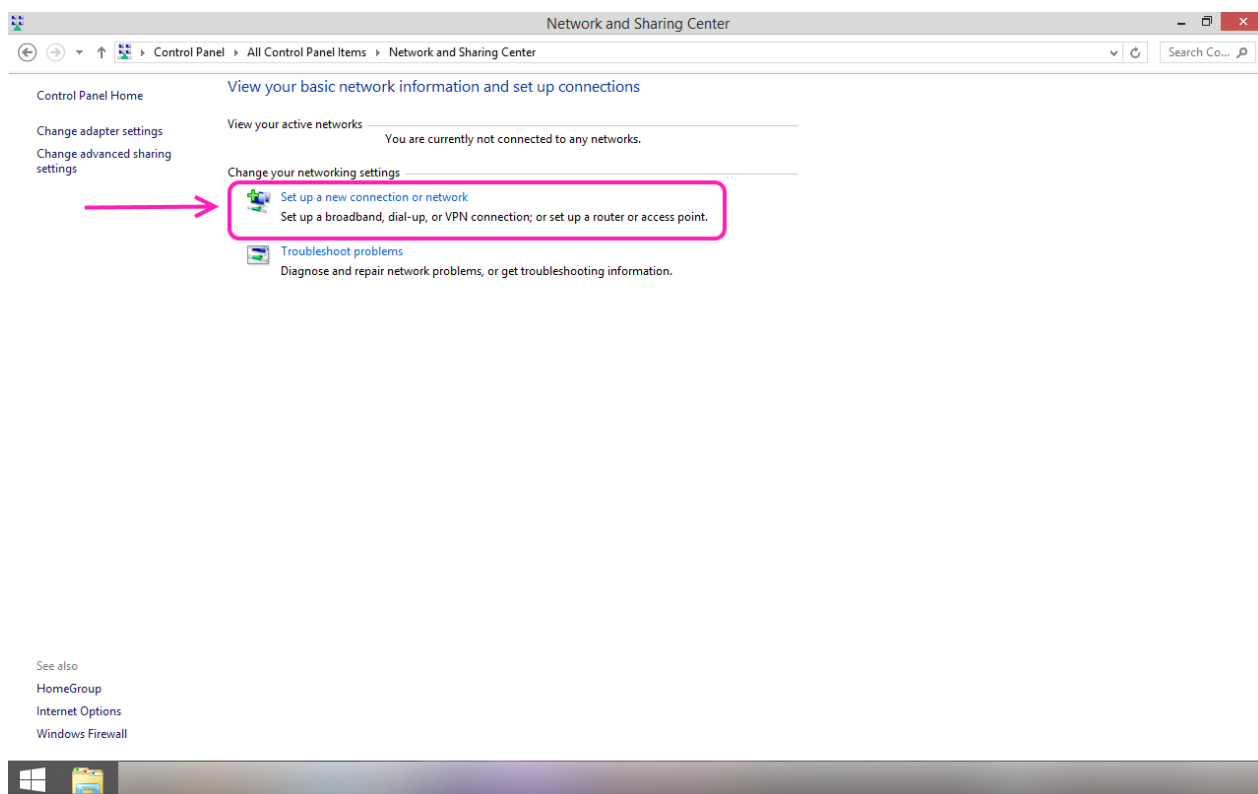 Network and Sharing Center
Control Panel All Control Panel Items Network and Sharing Center
Search Co...
Control Panel Home
Change adapter settings
Change advanced sharing
settings
View your basic network information and set up connections
View your active networks
You are currently not connected to any networks.
Change your networking settings
Set up a new connection or network
Set up a broadband, dial-up, or VPN connection; or set up a router or access point.
Troubleshoot problems
Diagnose and repair network problems, or get troubleshooting information.
See also
HomeGroup
Internet Options
Windows Firewall